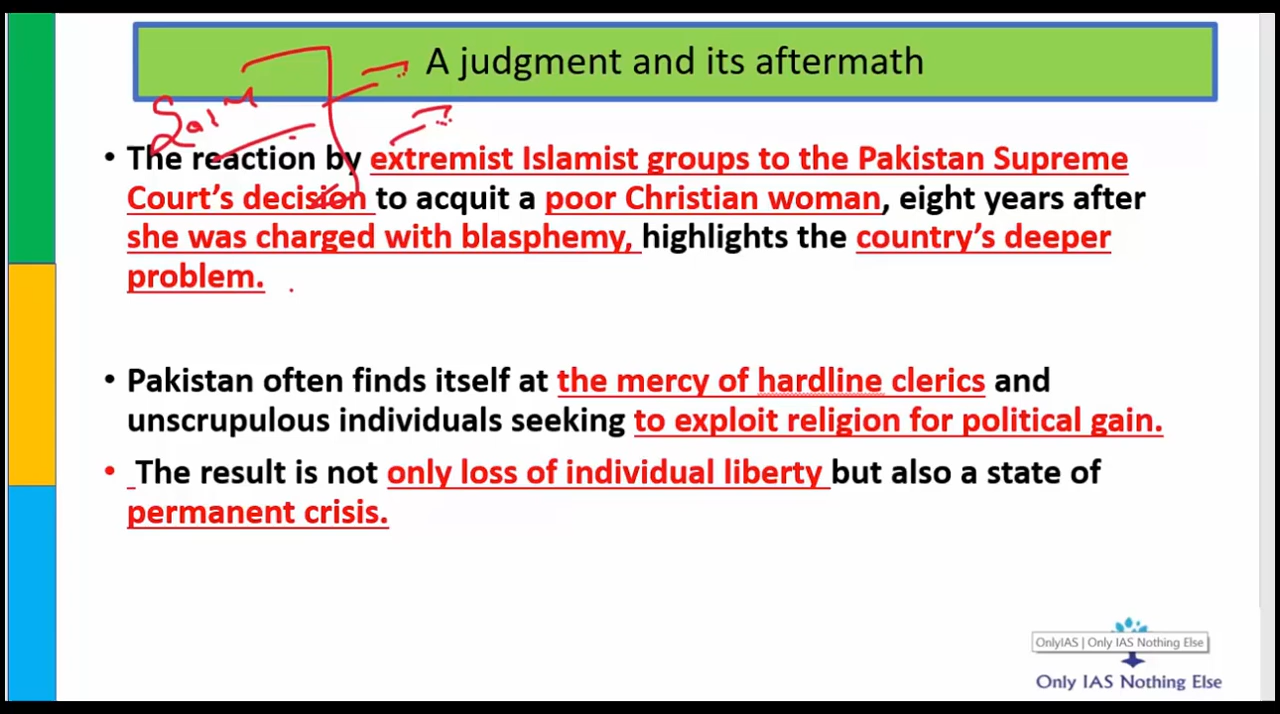 A judgment and its aftermath
• The reaction by extremist Islamist groups to the Pakistan Supreme
Court's decision to acquit a poor Christian woman, eight years after
she was charged with blasphemy, highlights the country's deeper
problem.
• Pakistan often finds itself at the mercy of hardline clerics and
unscrupulous individuals seeking to exploit religion for political gain.
• The result is not only loss of individual liberty but also a state of
permanent crisis.
OnlyIAS | Only IAS Nothing Else
Only IAS Nothing Else